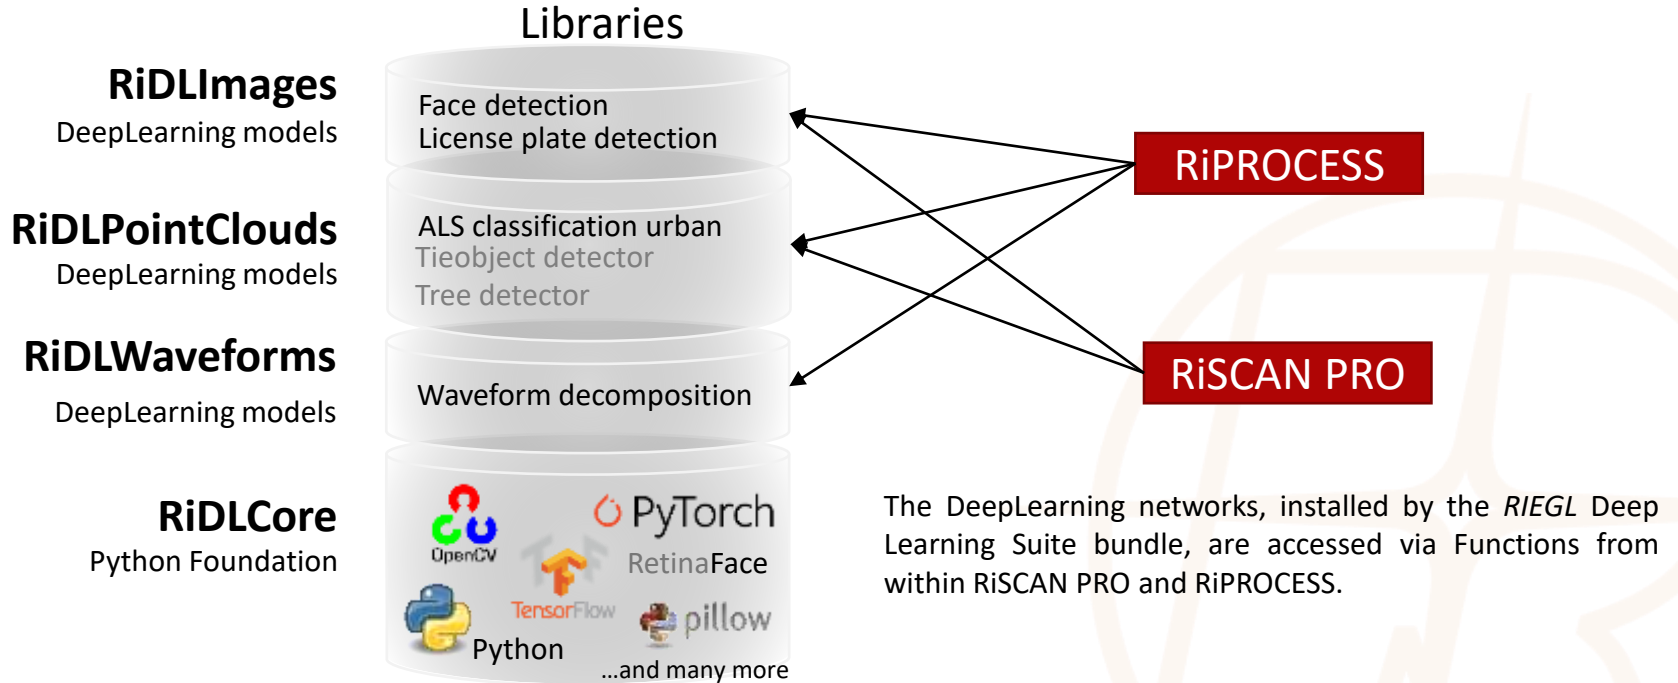 Libraries
RiDLImages
DeepLearning models
Face detection
License plate detection
RiDLPointClouds
DeepLearning models
ALS classification urban
Tieobject detector
Tree detector
RiDLWaveforms
DeepLearning models
Waveform decomposition
RiDLCore
Python Foundation
OpenCV
PyTorch
TensorFlow
RetinaFace
Python
pillow
...and many more
RiPROCESS
RiSCAN PRO
The DeepLearning networks, installed by the RIEGL Deep
Learning Suite bundle, are accessed via Functions from
within RiSCAN PRO and RiPROCESS.